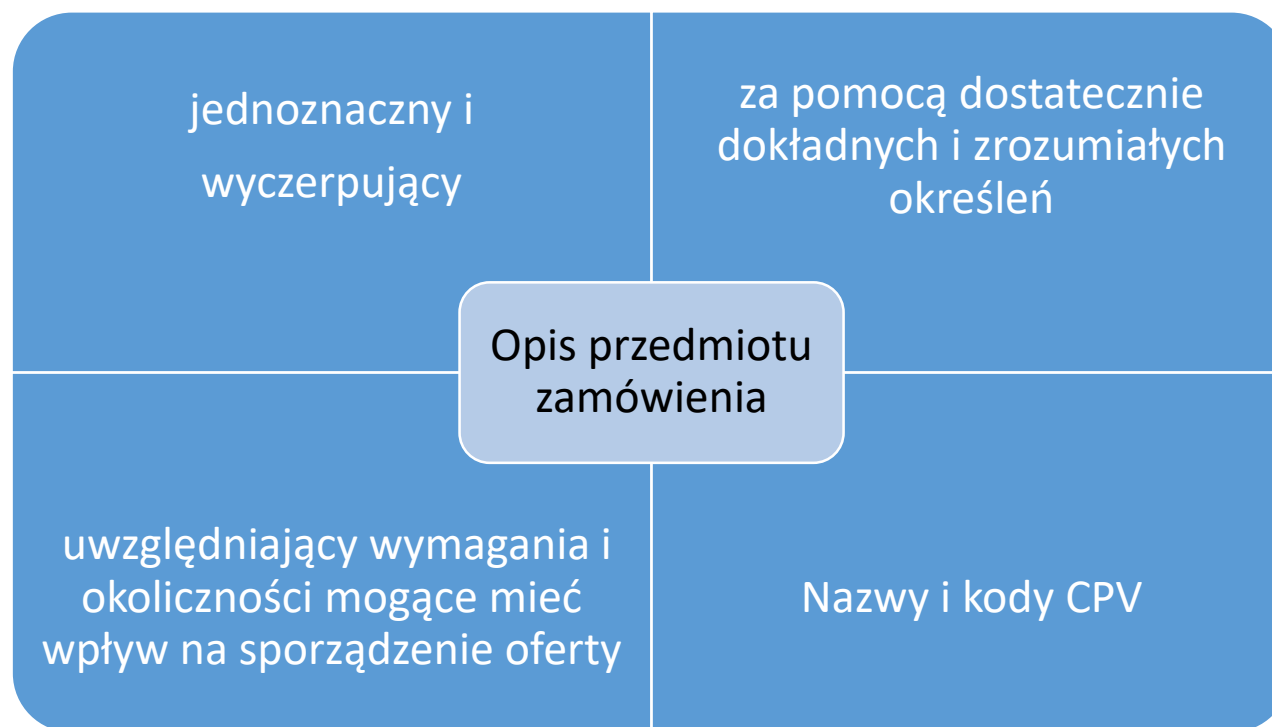 jednoznaczny i
wyczerpujący
za pomocą dostatecznie
dokładnych i zrozumiałych
określeń
Opis przedmiotu
zamówienia
uwzględniający wymagania i
okoliczności mogące mieć
wpływ na sporządzenie oferty
Nazwy i kody CPV